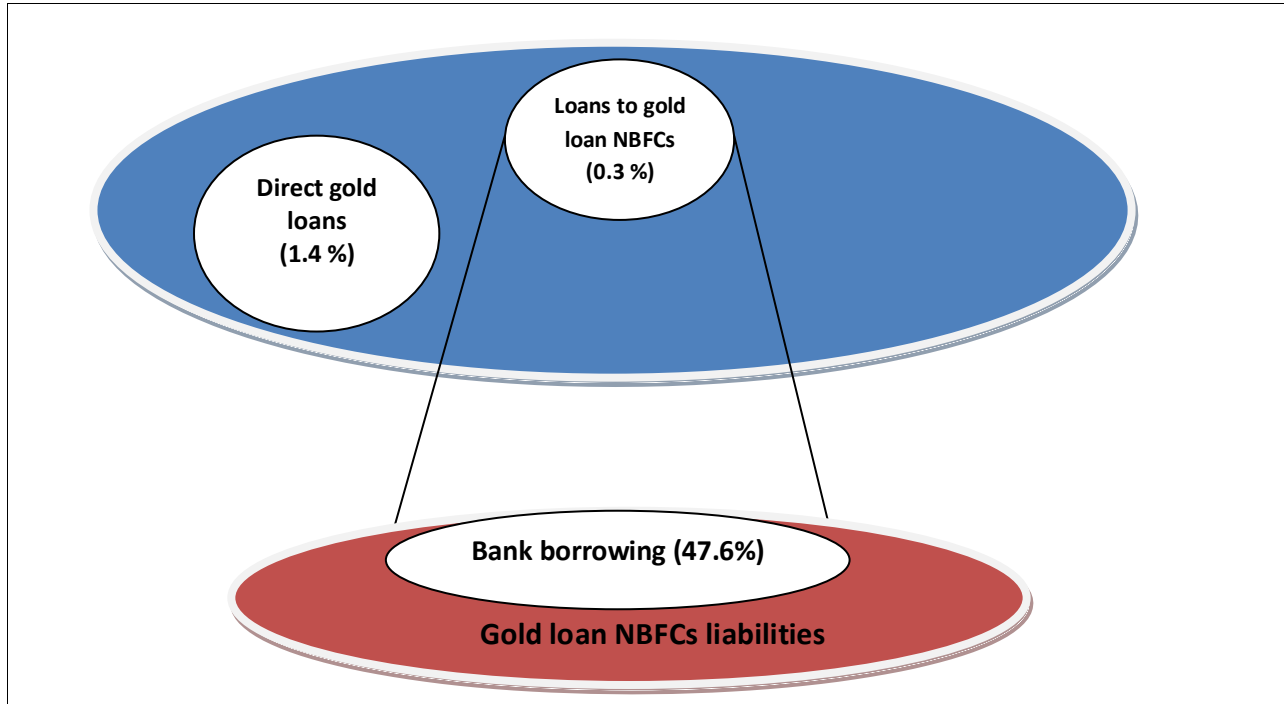 Loans to gold
loan NBFCs
(0.3 %)
Direct gold
loans
(1.4 %)
Bank borrowing (47.6%)
Gold loan NBFCs liabilities